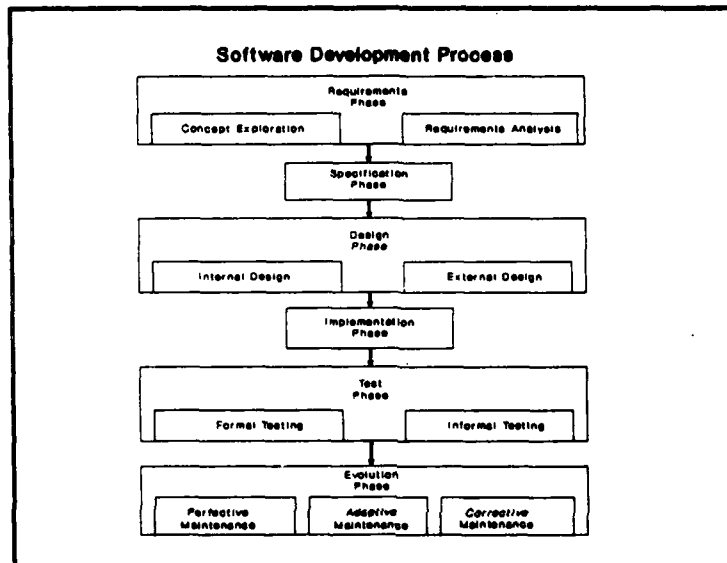 Software Development Process
Requirements
Phase
Concept Exploration
Requirements Analysis
Specification
Phase
Design
Phase
Internal Design
External Design
Implementation
Phase
Test
Phase
Formal Testing
Informal Testing
Evolution
Phase
Perfective
Maintenance
Adaptive
Maintenance
Corrective
Maintenance